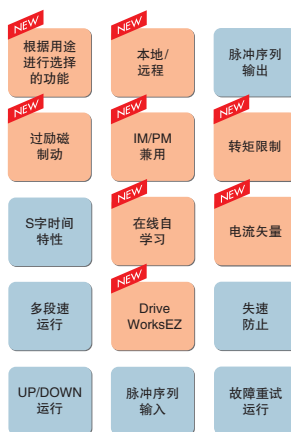 NEW
根据用途
进行选择
的功能
NEW
本地/
远程
脉冲序列
输出
NEW
过励磁
制动
NEW
IM/PM
兼用
NEW
转矩限制
S字时间
特性
NEW
在线自
学习
NEW
电流矢量
多段速
运行
NEW
Drive
WorksEZ
失速
防止
UP/DOWN
运行
脉冲序列
输入
故障重试
运行